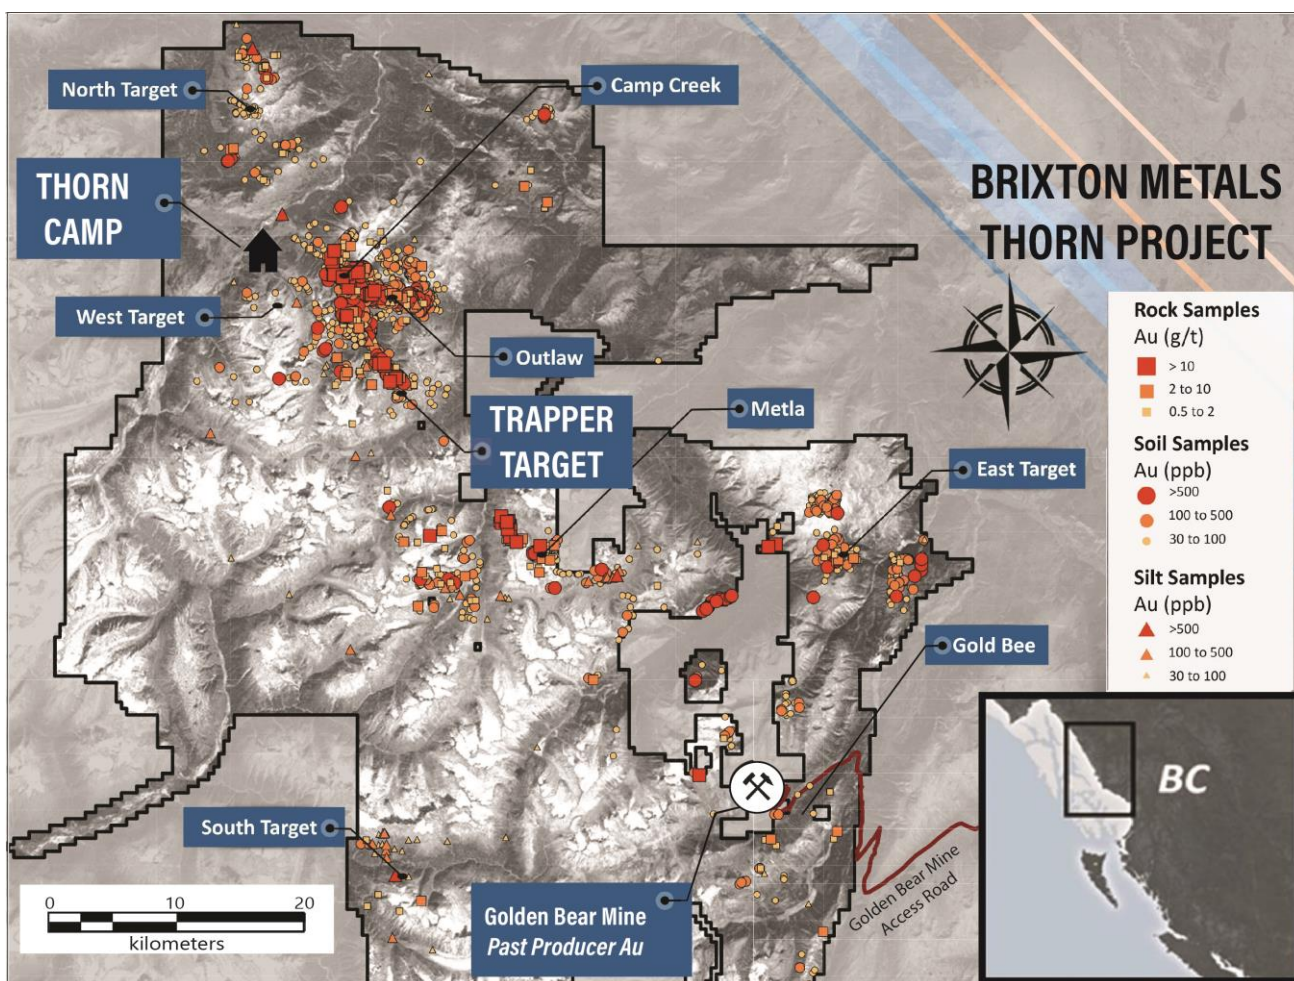 BRIXTON METALS
THORN PROJECT
North Target
Camp Creek
THORN
CAMP
West Target
Outlaw
TRAPPER
TARGET
Metla
East Target
Gold Bee
South Target
Golden Bear Mine
Past Producer Au
Golden Bear Mine
Access Road
Rock Samples
Au (g/t)
> 10
2 to 10
0.5 to 2
Soil Samples
Au (ppb)
>500
100 to 500
30 to 100
Silt Samples
Au (ppb)
>500
100 to 500
30 to 100
BC
0 10 20
kilometers